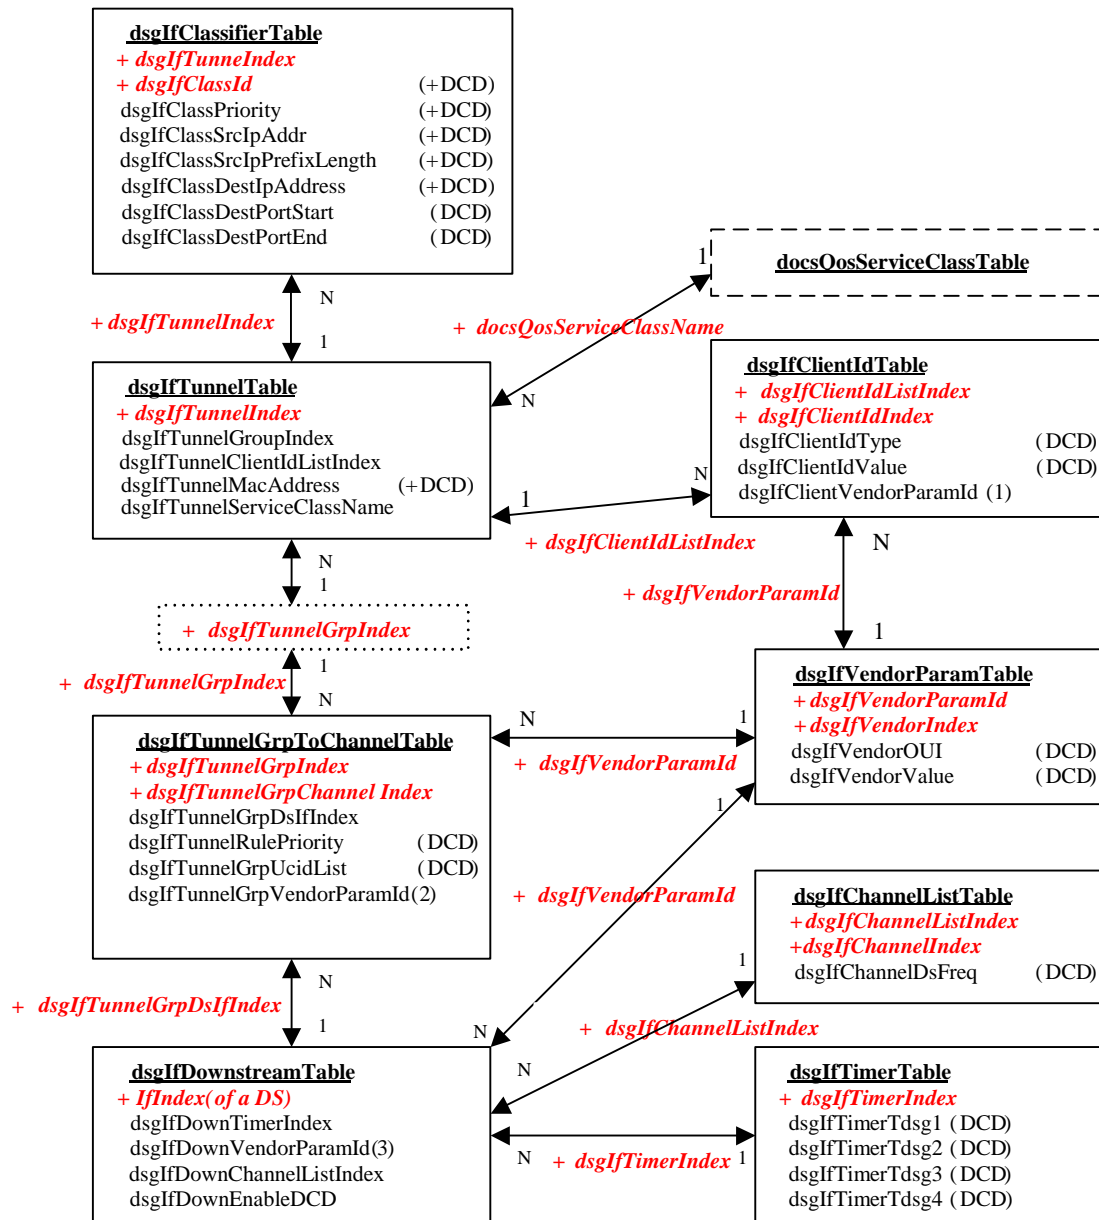 dsgIfClassifierTable
+ dsgIfTunneIndex
+ dsgIfClassId (+DCD)
dsgIfClassPriority (+DCD)
dsgIfClassSrcIpAddr (+DCD)
dsgIfClassSrcIpPrefixLength (+DCD)
dsgIfClassDestIpAddress (+DCD)
dsgIfClassDestPortStart (DCD)
dsgIfClassDestPortEnd (DCD)
1
docsQosServiceClassTable
N
+ dsgIfTunnelIndex
1
+ docsQosServiceClassName
N
dsgIfTunnelTable
+ dsgIfTunnelIndex
dsgIfTunnelGroupIndex
dsgIfTunnelClientIdListIndex
dsgIfTunnelMacAddress (+DCD)
dsgIfTunnelServiceClassName
dsgIfClientIdTable
+ dsgIfClientIdListIndex
+ dsgIfClientIdIndex
dsgIfClientIdType (DCD)
dsgIfClientIdValue (DCD)
dsgIfClientVendorParamId (1)
N
1
+ dsgIfClientIdListIndex
N
1
N
+ dsgIfVendorParamId
1
+ dsgIfTunnelGrpIndex
1
+ dsgIfTunnelGrpIndex
N
dsgIfVendorParamTable
+ dsgIfVendorParamId
+ dsgIfVendorIndex
dsgIfVendorOUI (DCD)
dsgIfVendorValue (DCD)
dsgIfTunnelGrpToChannelTable
+ dsgIfTunnelGrpIndex
+ dsgIfTunnelGrpChannel Index
dsgIfTunnelGrpDsIfIndex
dsgIfTunnelRulePriority (DCD)
dsgIfTunnelGrpUcidList (DCD)
dsgIfTunnelGrpVendorParamId(2)
N
1
+ dsgIfVendorParamId
1
+ dsgIfVendorParamId
N
dsgIfChannelListTable
+dsgIfChannelListIndex
+dsgIfChannelIndex
dsgIfChannelDsFreq (DCD)
1
+ dsgIfChannelListIndex
N
N
+ dsgIfTunnelGrpDsIfIndex
1
dsgIfDownstreamTable
+ IfIndex(of a DS)
dsgIfDownTimerIndex
dsgIfDownVendorParamId(3)
dsgIfDownChannelListIndex
dsgIfDownEnableDCD
N
+ dsgIfTimerIndex
1
dsgIfTimerTable
+ dsgIfTimerIndex
dsgIfTimerTdsg1 (DCD)
dsgIfTimerTdsg2 (DCD)
dsgIfTimerTdsg3 (DCD)
dsgIfTimerTdsg4 (DCD)